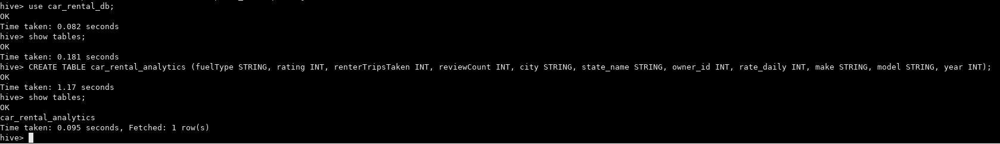 hive> use car_rental_db;
OK
Time taken: 0.082 seconds
hive> show tables;
OK
Time taken: 0.181 seconds
hive> CREATE TABLE car_rental_analytics (fuelType STRING, rating INT, renterTripsTaken INT, reviewCount INT, city STRING, state_name STRING, owner_id INT, rate_daily INT, make STRING, model STRING, year INT);
OK
Time taken: 1.17 seconds
hive> show tables;
OK
car_rental_analytics
Time taken: 0.095 seconds, Fetched: 1 row(s)
hive>